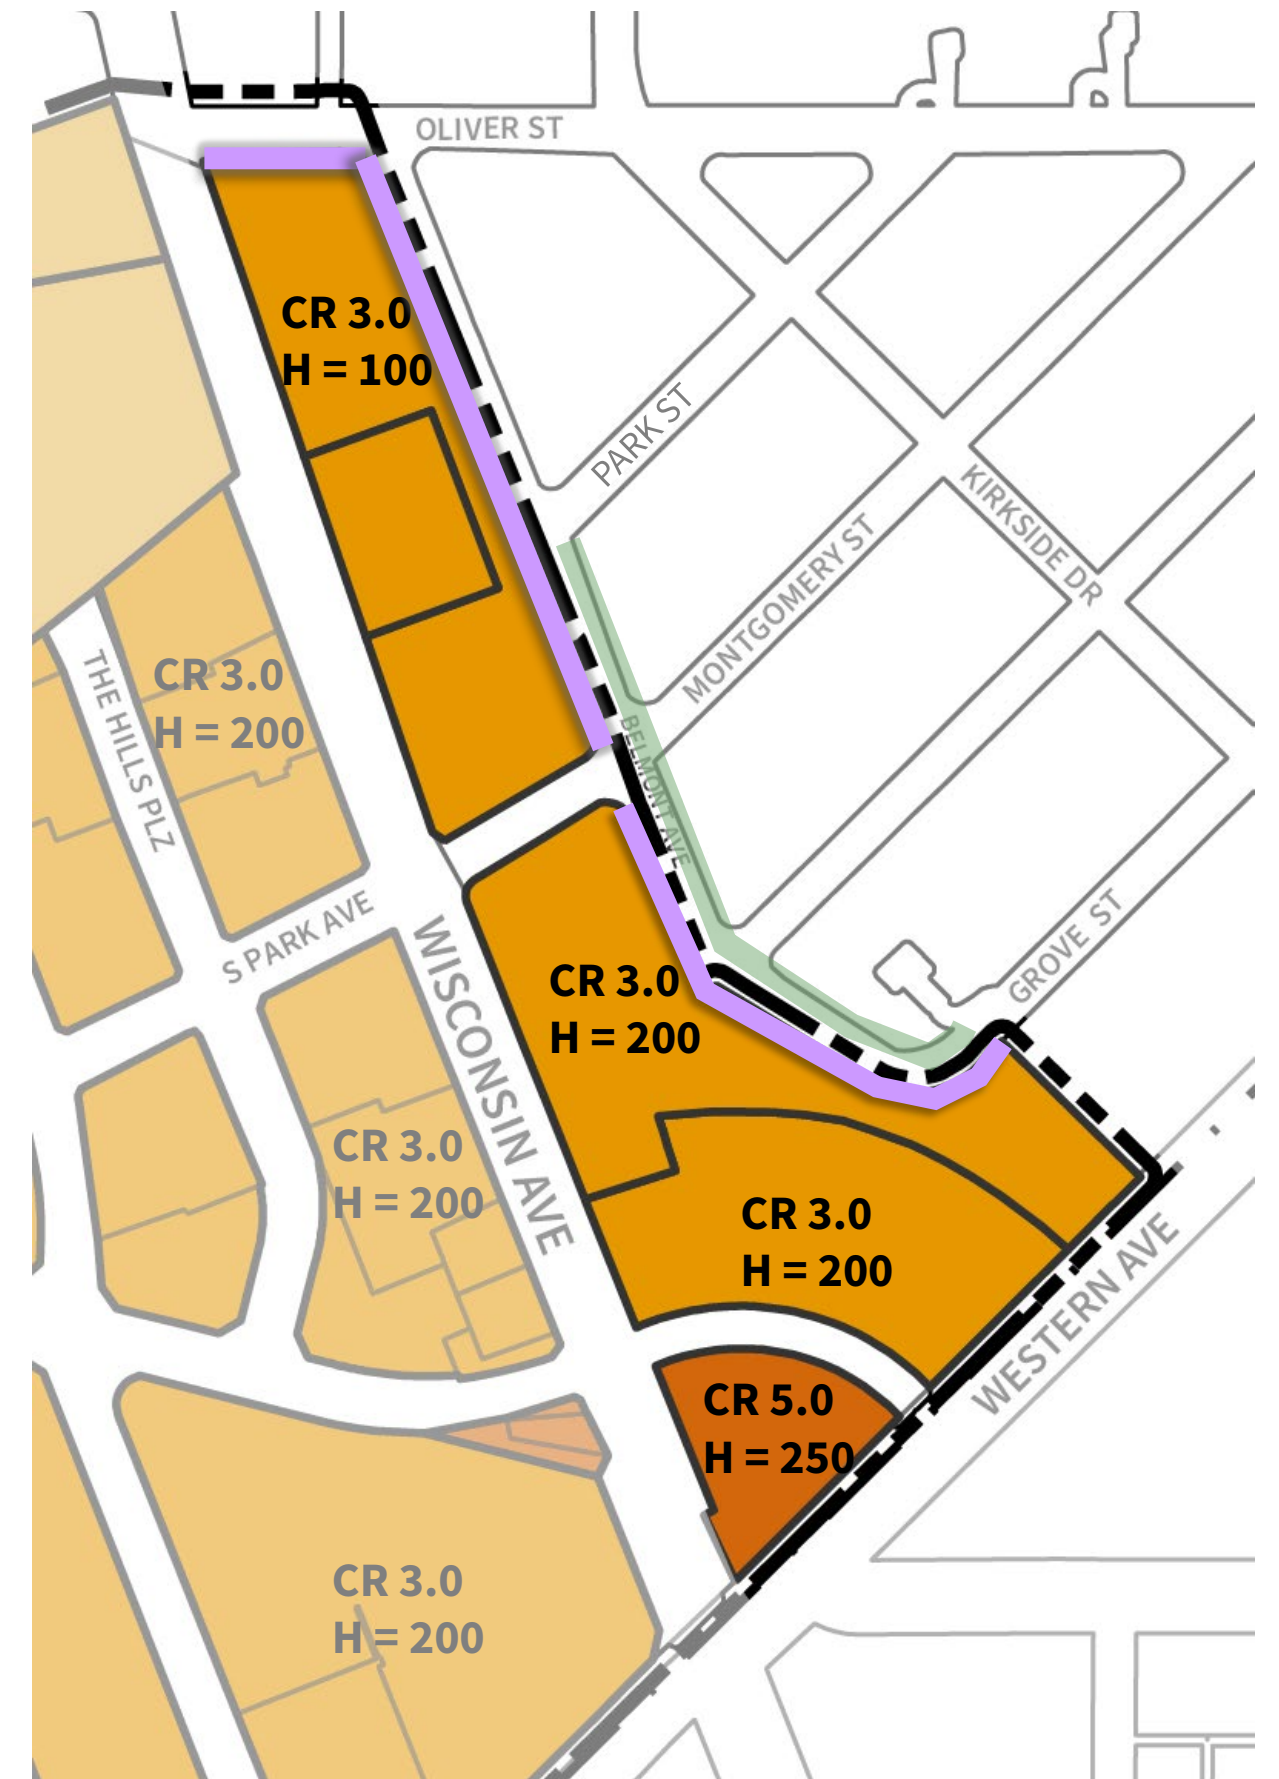 OLIVER ST
CR 3.0
H = 100
PARK ST
KIRKSIDE DR
MONTGOMERY ST
CR 3.0
H = 200
THE HILLS PLZ
BELMONT AVE
S PARK AVE
WISCONSIN AVE
GROVE ST
CR 3.0
H = 200
CR 3.0
H = 200
CR 3.0
H = 200
WESTERN AVE
CR 5.0
H = 250
CR 3.0
H = 200